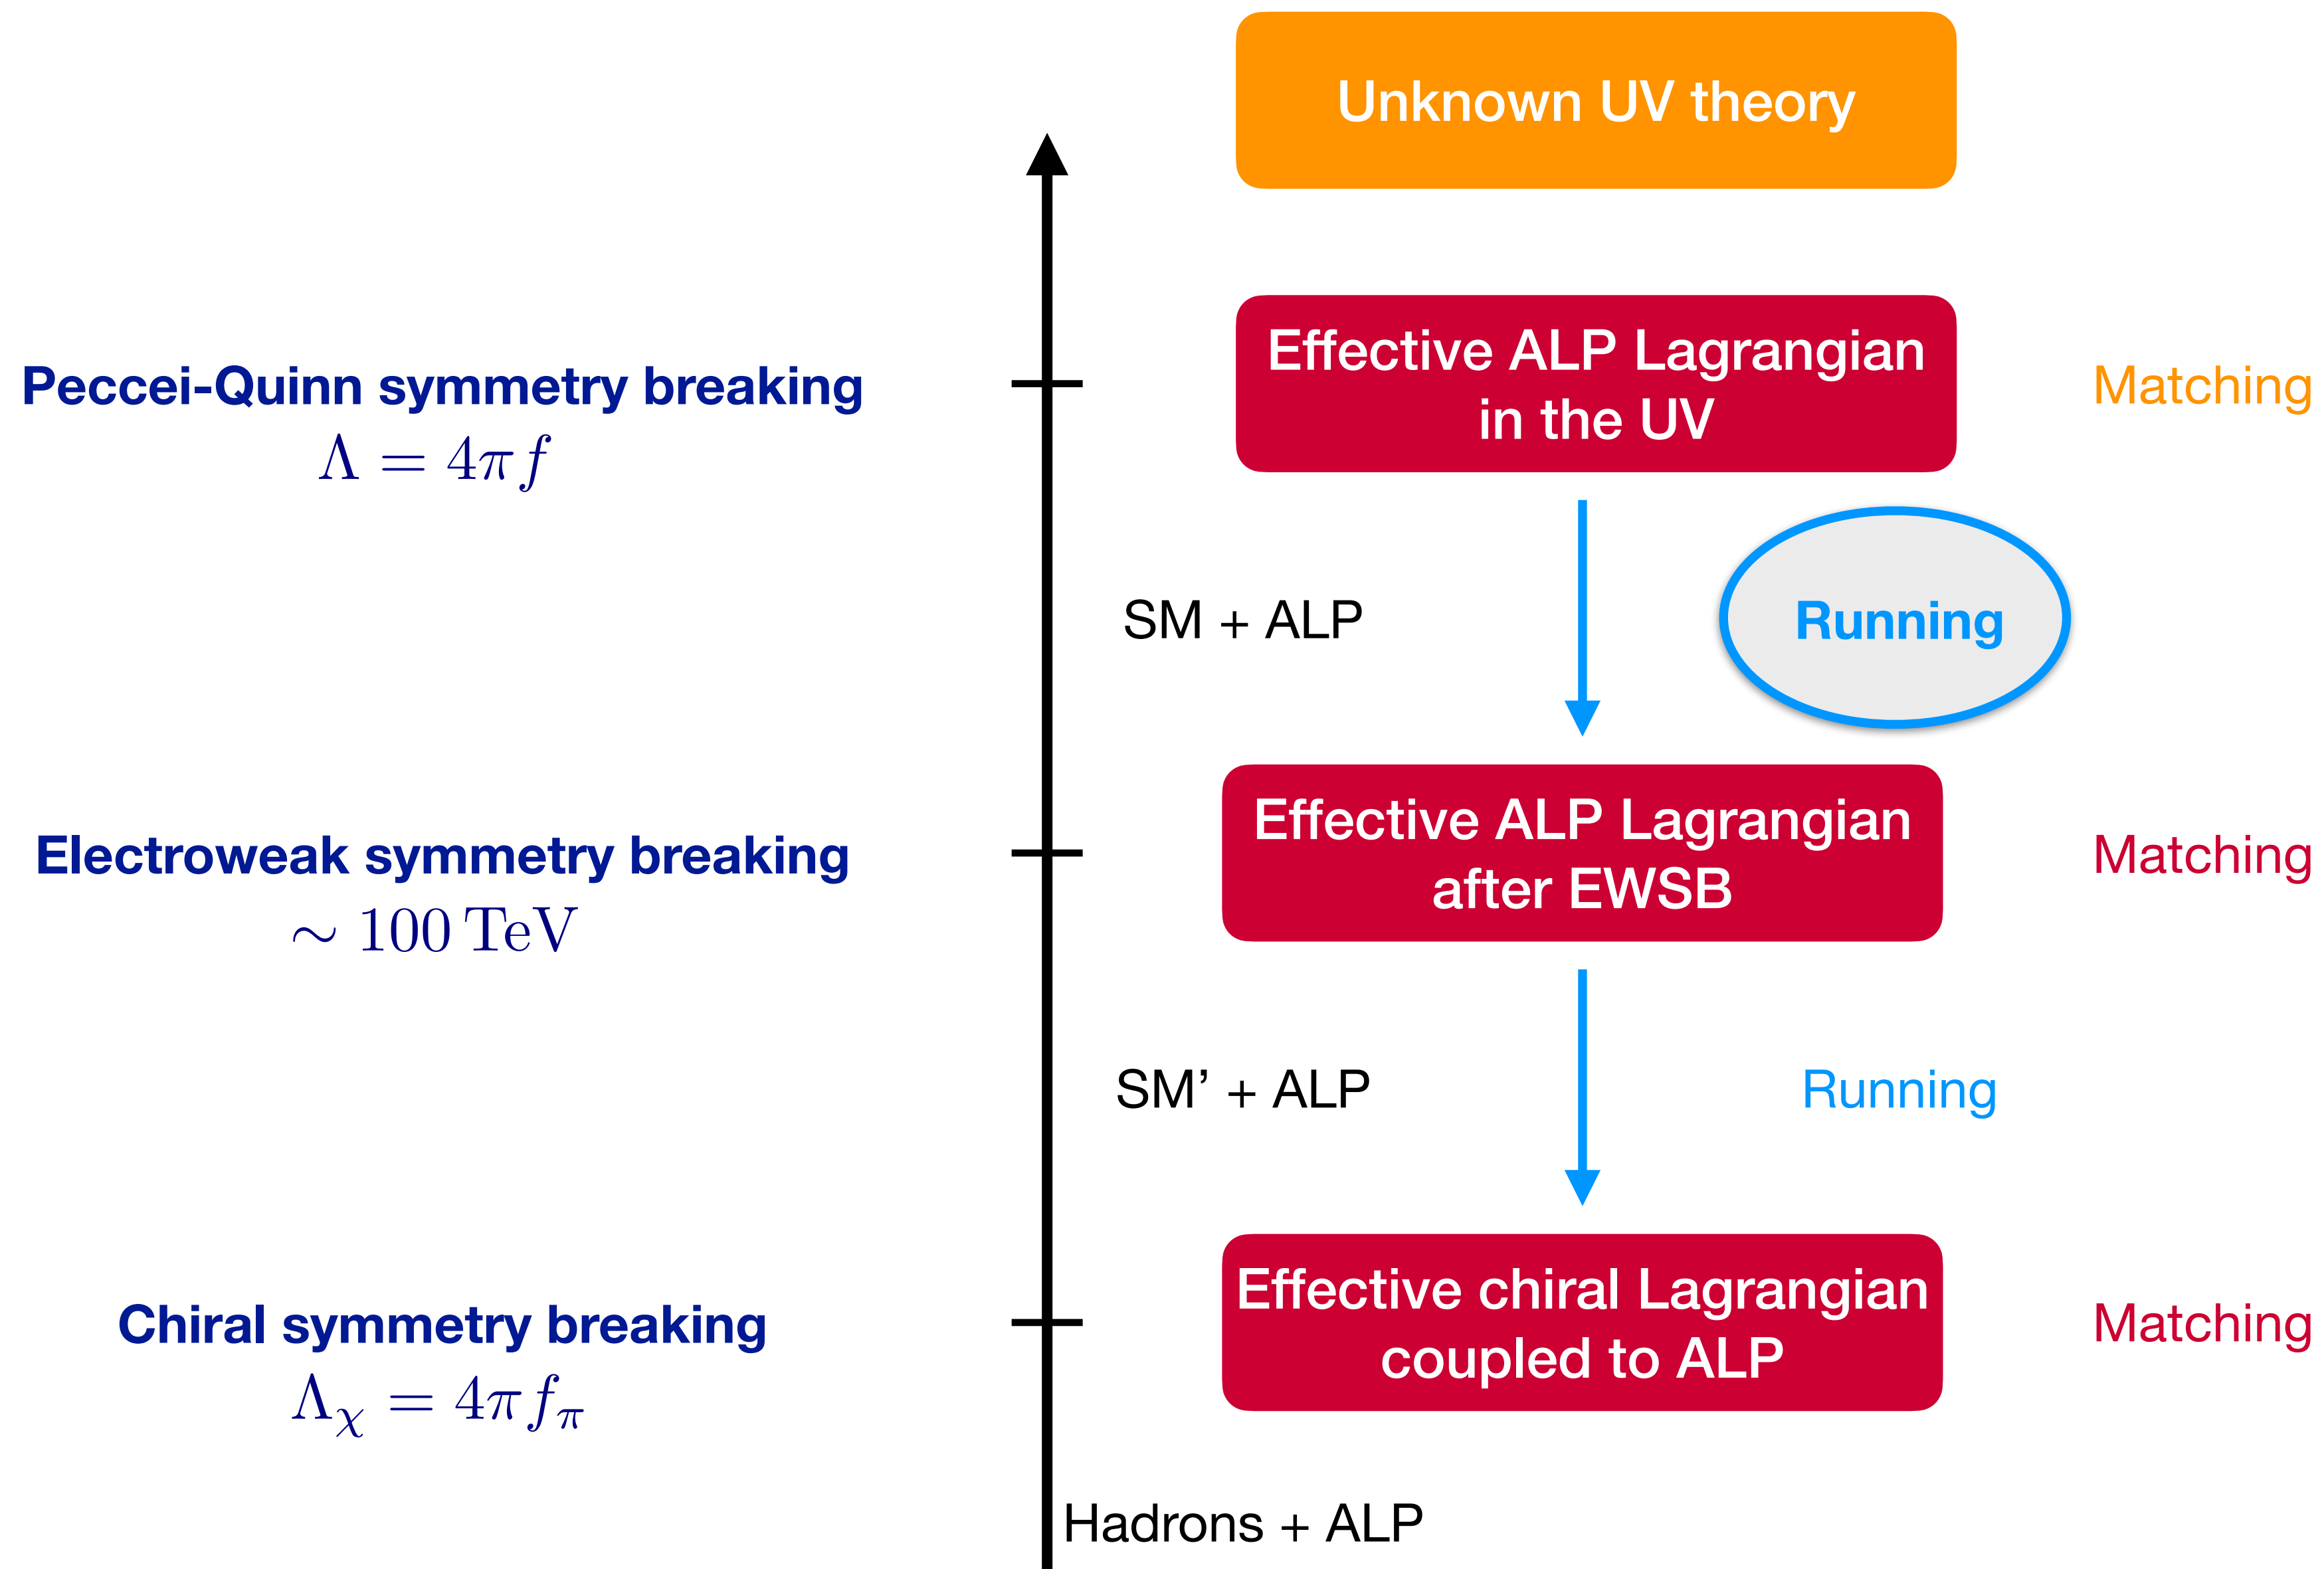 Unknown UV theory
Peccei-Quinn symmetry breaking
Λ = 4πf
Effective ALP Lagrangian
in the UV
Matching
SM + ALP
Running
Electroweak symmetry breaking
∼ 100 TeV
Effective ALP Lagrangian
after EWSB
Matching
SM’ + ALP
Running
Chiral symmetry breaking
Λ_χ = 4πf_π
Effective chiral Lagrangian
coupled to ALP
Matching
Hadrons + ALP